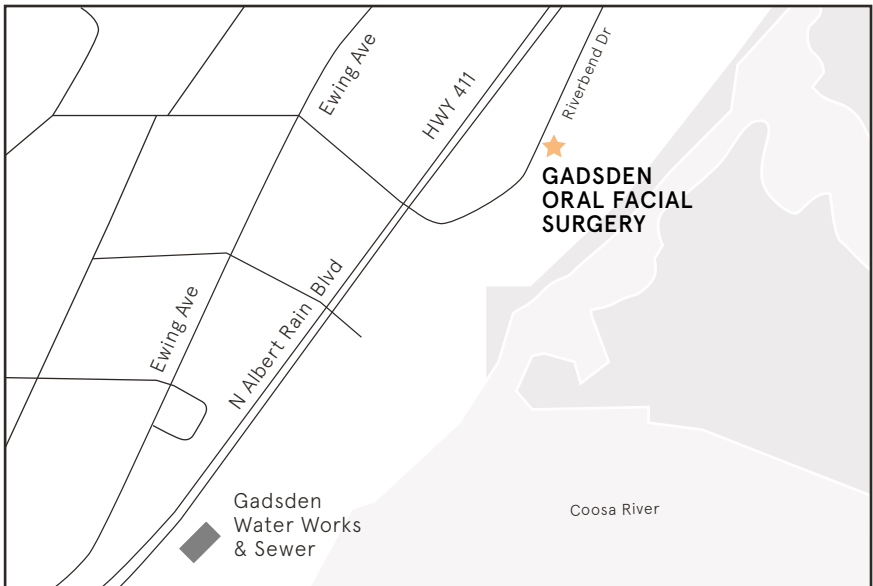 Ewing Ave
HWY 411
Riverbend Dr
GADSDEN
ORAL FACIAL
SURGERY
Ewing Ave
N Albert Rain Blvd
Gadsden
Water Works
& Sewer
Coosa River